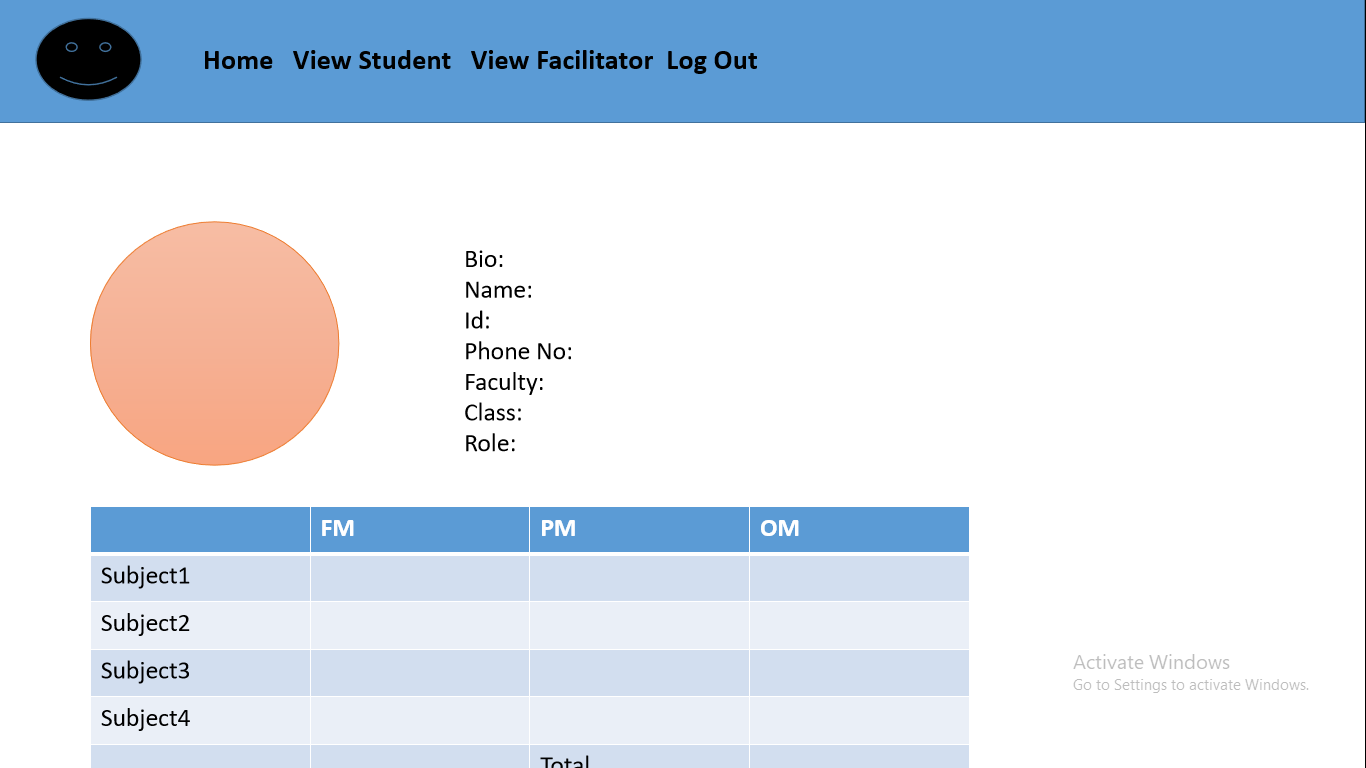 Home View Student View Facilitator Log Out
Bio:
Name:
Id:
Phone No:
Faculty:
Class:
Role:
FM PM OM
Subject1
Subject2
Subject3
Subject4
Total
Activate Windows
Go to Settings to activate Windows.